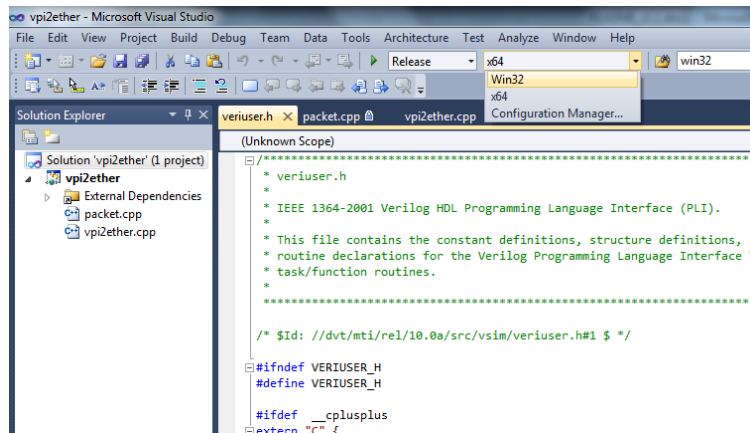 vpi2ether - Microsoft Visual Studio
File Edit View Project Build Debug Team Data Tools Architecture Test Analyze Window Help
Release x64 win32
Win32
x64
Configuration Manager...
Solution Explorer
veriuser.h packet.cpp vpi2ether.cpp
(Unknown Scope)
Solution 'vpi2ether' (1 project)
vpi2ether
External Dependencies
packet.cpp
vpi2ether.cpp
/******************************************************************************
* veriuser.h
*
* IEEE 1364-2001 Verilog HDL Programming Language Interface (PLI).
*
* This file contains the constant definitions, structure definitions,
* routine declarations for the Verilog Programming Language Interface
* task/function routines.
*
******************************************************************************
/* $Id: //dvt/mti/rel/10.0a/src/vsim/veriuser.h#1 $ */
#ifndef VERIUSER_H
#define VERIUSER_H
#ifdef __cplusplus
extern "C" {